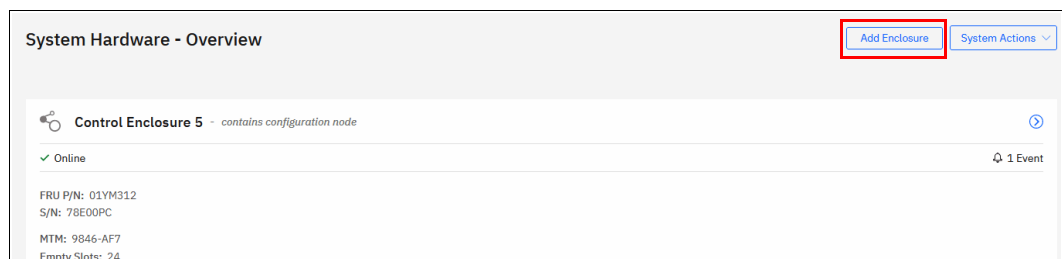 System Hardware - Overview
Add Enclosure
System Actions
Control Enclosure 5 - contains configuration node
Online
1 Event
FRU P/N: 01YM312
S/N: 78E00PC
MTM: 9846-AF7
Empty Slots: 24